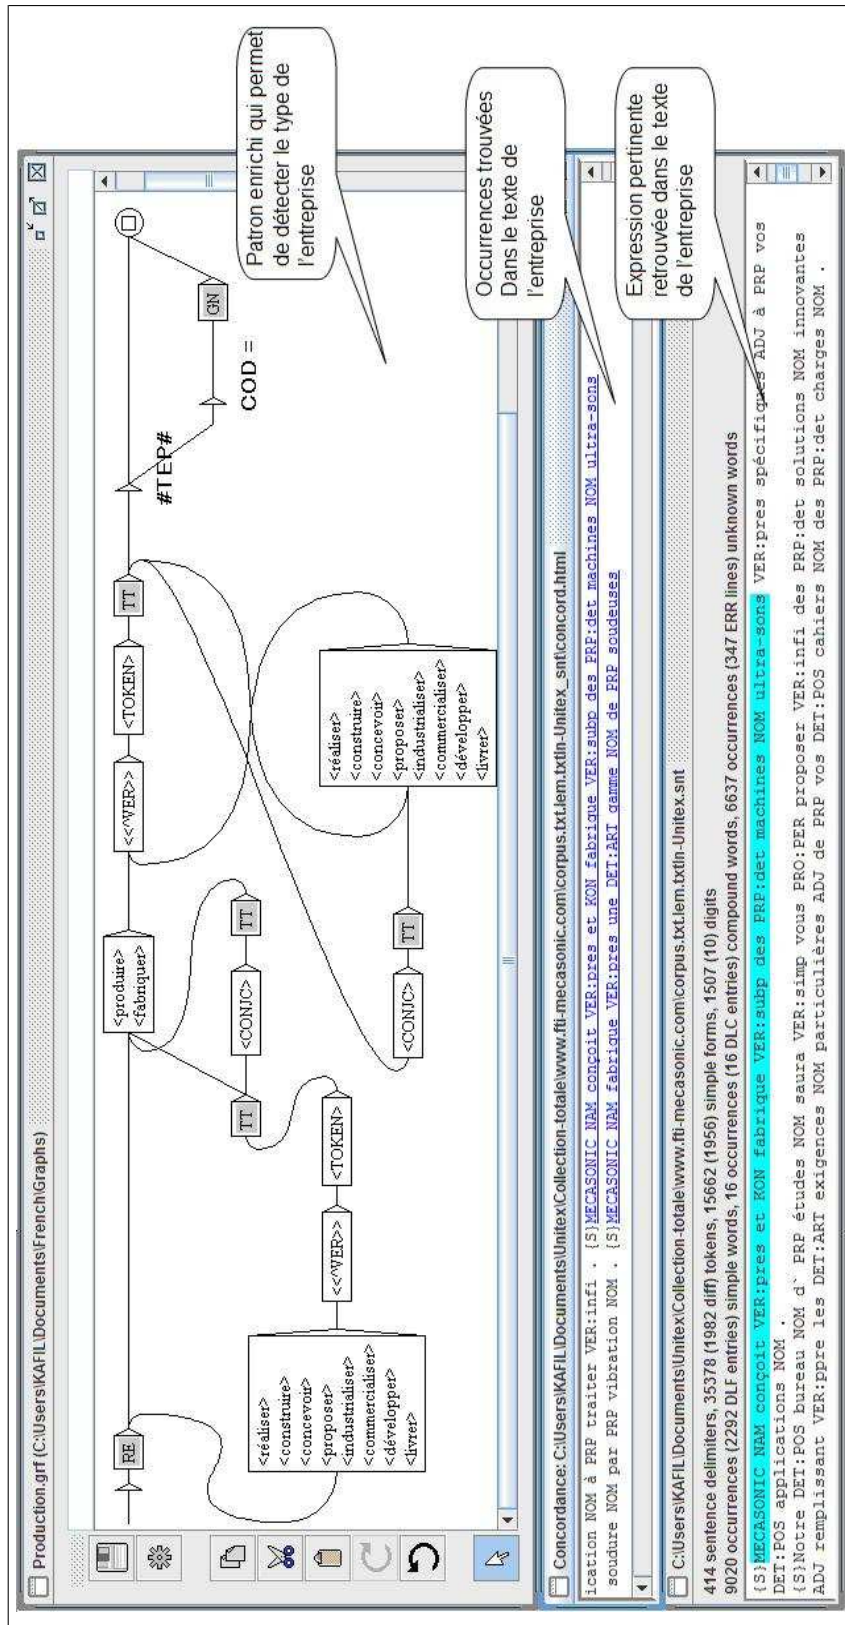 Production.grf (C:\Users\KAFIL\Documents\French\Graphs)
RE
<réaliser>
<construire>
<concevoir>
<proposer>
<industrialiser>
<commercialiser>
<développer>
<livrer>
<<^VER>>
<TOKEN>
TT
<CONJC>
TT
<produire>
<fabriquer>
<<^VER>>
<TOKEN>
TT
<CONJC>
TT
<réaliser>
<construire>
<concevoir>
<proposer>
<industrialiser>
<commercialiser>
<développer>
<livrer>
#TEP#
COD =
GN
Patron enrichi qui permet
de détecter le type de
l'entreprise
Concordance: C:\Users\KAFIL\Documents\Unitex\Collection-totale\www.fti-mecasonic.com\corpus.txt.lem.txtIn-Unitex_snt\concord.html
ication NOM à PRP traiter VER:infi . {S}MECASONIC NAM conçoit VER:pres et KON fabrique VER:subp des PRP:det machines NOM ultra-sons
soudure NOM par PRP vibration NOM . {S}MECASONIC NAM fabrique VER:pres une DET:ART gamme NOM de PRP soudeuses
Occurrences trouvées
Dans le texte de
l'entreprise
C:\Users\KAFIL\Documents\Unitex\Collection-totale\www.fti-mecasonic.com\corpus.txt.lem.txtIn-Unitex.snt
414 sentence delimiters, 35378 (1982 diff) tokens, 15662 (1956) simple forms, 1507 (10) digits
9020 occurrences (2292 DLF entries) simple words, 16 occurrences (16 DLC entries) compound words, 6637 occurrences (347 ERR lines) unknown words
{S}MECASONIC NAM conçoit VER:pres et KON fabrique VER:subp des PRP:det machines NOM ultra-sons VER:pres spécifiques ADJ à PRP vos
DET:POS applications NOM .
{S}Notre DET:POS bureau NOM d` PRP études NOM saura VER:simp vous PRO:PER proposer VER:infi des PRP:det solutions NOM innovantes
ADJ remplissant VER:ppre les DET:ART exigences NOM particulières ADJ de PRP vos DET:POS cahiers NOM des PRP:det charges NOM .
Expression pertinente
retrouvée dans le texte
de l'entreprise